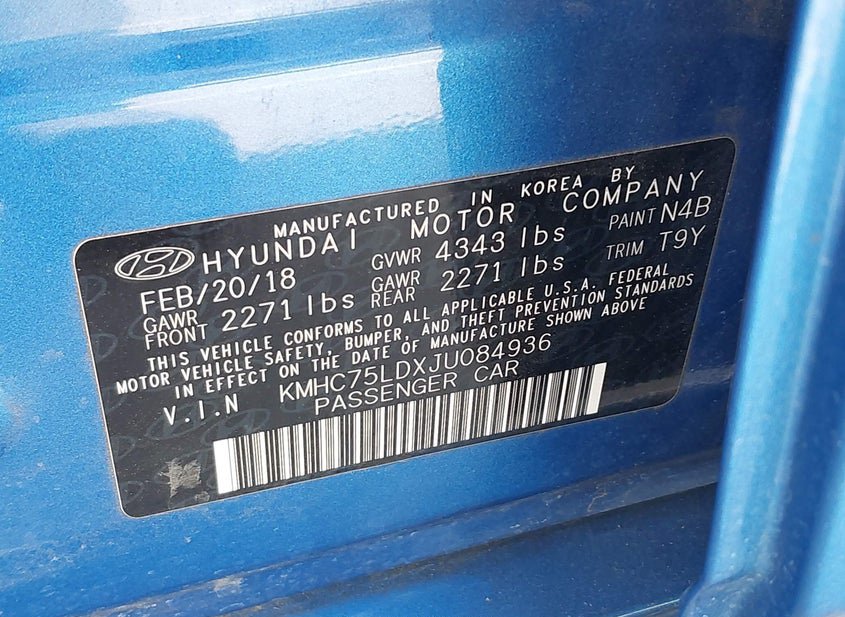 MANUFACTURED IN KOREA BY
HYUNDAI MOTOR COMPANY
FEB/20/18 GVWR 4343 lbs PAINT N4B
GAWR FRONT 2271 lbs GAWR REAR 2271 lbs TRIM T9Y
THIS VEHICLE CONFORMS TO ALL APPLICABLE U.S.A. FEDERAL
MOTOR VEHICLE SAFETY, BUMPER, AND THEFT PREVENTION STANDARDS
IN EFFECT ON THE DATE OF MANUFACTURE SHOWN ABOVE
V.I.N KMHC75LDXJU084936
PASSENGER CAR